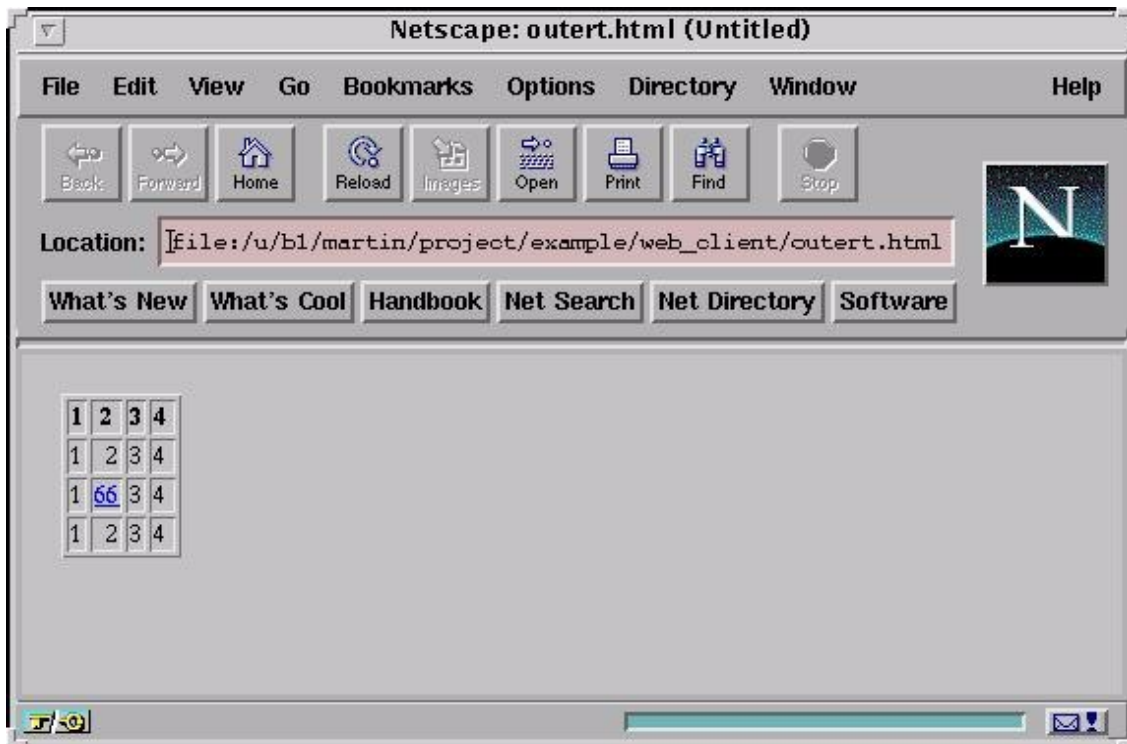 Netscape: outert.html (Untitled)
File Edit View Go Bookmarks Options Directory Window Help
Back Forward Home Reload Images Open Print Find Stop
N
Location: file:/u/b1/martin/project/example/web_client/outert.html
What's New What's Cool Handbook Net Search Net Directory Software
1 2 3 4
1 2 3 4
1 66 3 4
1 2 3 4